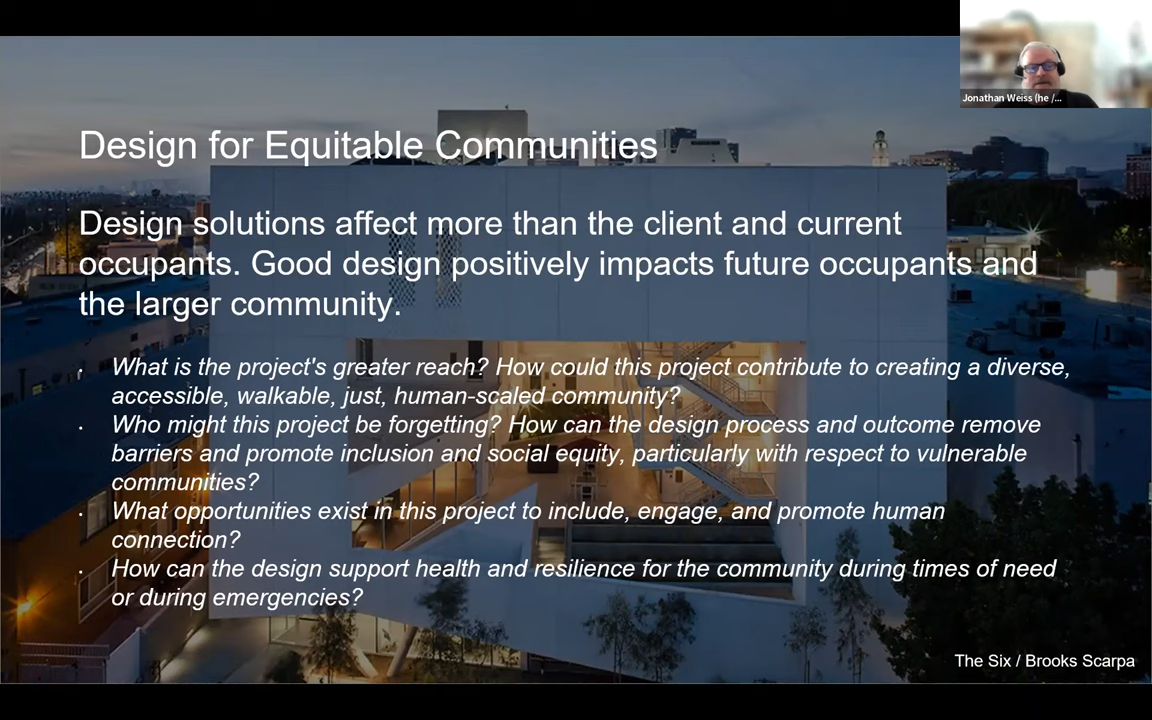 Jonathan Weiss (he /...
Design for Equitable Communities
Design solutions affect more than the client and current
occupants. Good design positively impacts future occupants and
the larger community.
• What is the project's greater reach? How could this project contribute to creating a diverse,
accessible, walkable, just, human-scaled community?
• Who might this project be forgetting? How can the design process and outcome remove
barriers and promote inclusion and social equity, particularly with respect to vulnerable
communities?
• What opportunities exist in this project to include, engage, and promote human
connection?
• How can the design support health and resilience for the community during times of need
or during emergencies?
The Six / Brooks Scarpa